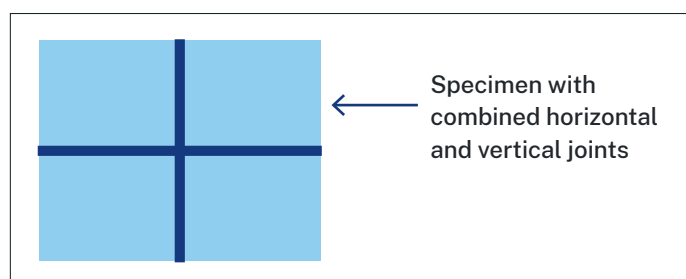 Specimen with
combined horizontal
and vertical joints